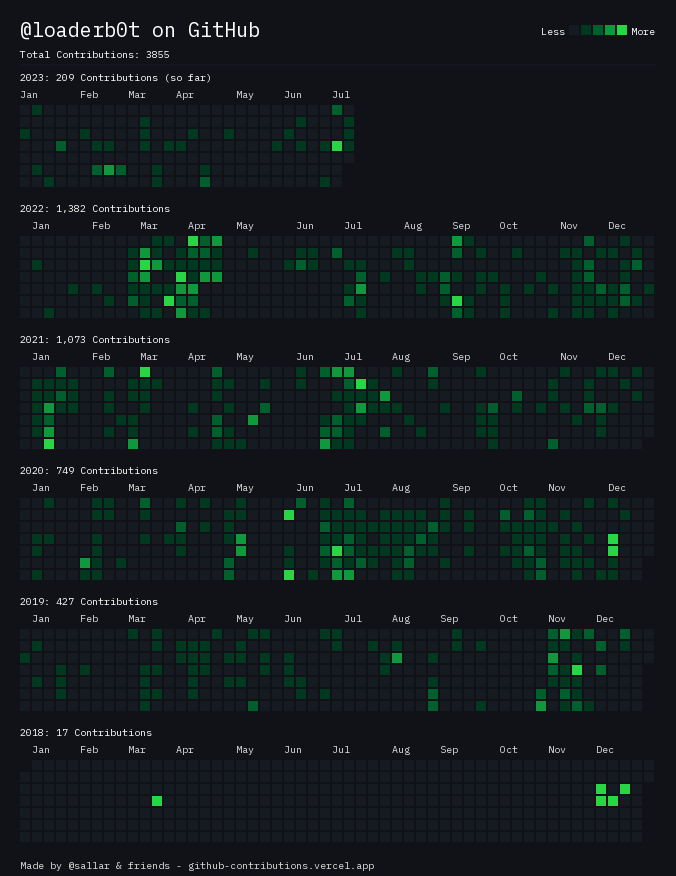 @loaderb0t on GitHub
Less More
Total Contributions: 3855
2023: 209 Contributions (so far)
Jan Feb Mar Apr May Jun Jul
2022: 1,382 Contributions
Jan Feb Mar Apr Jun Jul Aug Sep Oct Nov Dec
2021: 1,073 Contributions
Jan Feb Mar Apr May Jun Jul Aug Sep Oct Nov Dec
2020: 749 Contributions
Jan Feb Mar Apr May Jun Jul Aug Sep Oct Nov Dec
2019: 427 Contributions
Jan Feb Mar Apr May Jun Jul Aug Sep Oct Nov Dec
2018: 17 Contributions
Jan Feb Mar Apr May Jun Jul Aug Sep Oct Nov Dec
Made by @sallar & friends - github-contributions.vercel.app